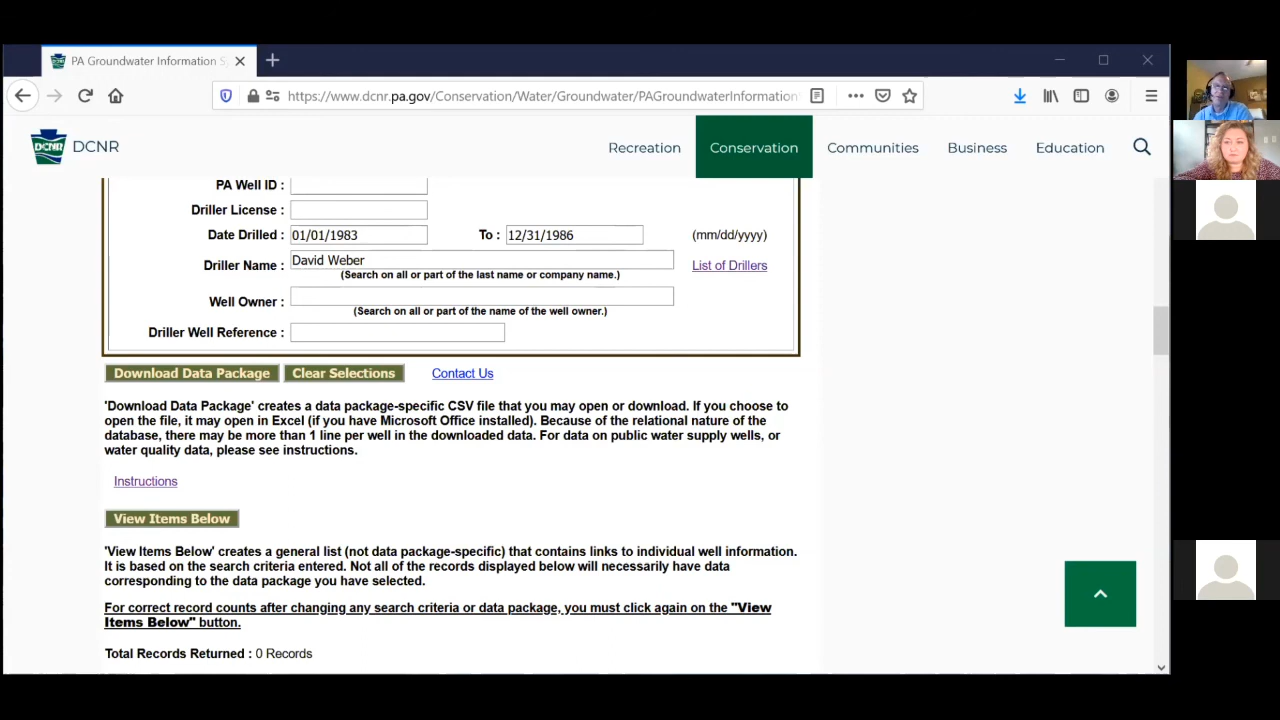 PA Groundwater Information S
https://www.dcnr.pa.gov/Conservation/Water/Groundwater/PAGroundwaterInformation
DCNR DCNR
Recreation Conservation Communities Business Education
PA Well ID :
Driller License :
Date Drilled : 01/01/1983 To : 12/31/1986 (mm/dd/yyyy)
Driller Name : David Weber List of Drillers
(Search on all or part of the last name or company name.)
Well Owner :
(Search on all or part of the name of the well owner.)
Driller Well Reference :
Download Data Package Clear Selections Contact Us
'Download Data Package' creates a data package-specific CSV file that you may open or download. If you choose to
open the file, it may open in Excel (if you have Microsoft Office installed). Because of the relational nature of the
database, there may be more than 1 line per well in the downloaded data. For data on public water supply wells, or
water quality data, please see instructions.
Instructions
View Items Below
'View Items Below' creates a general list (not data package-specific) that contains links to individual well information.
It is based on the search criteria entered. Not all of the records displayed below will necessarily have data
corresponding to the data package you have selected.
For correct record counts after changing any search criteria or data package, you must click again on the "View
Items Below" button.
Total Records Returned : 0 Records